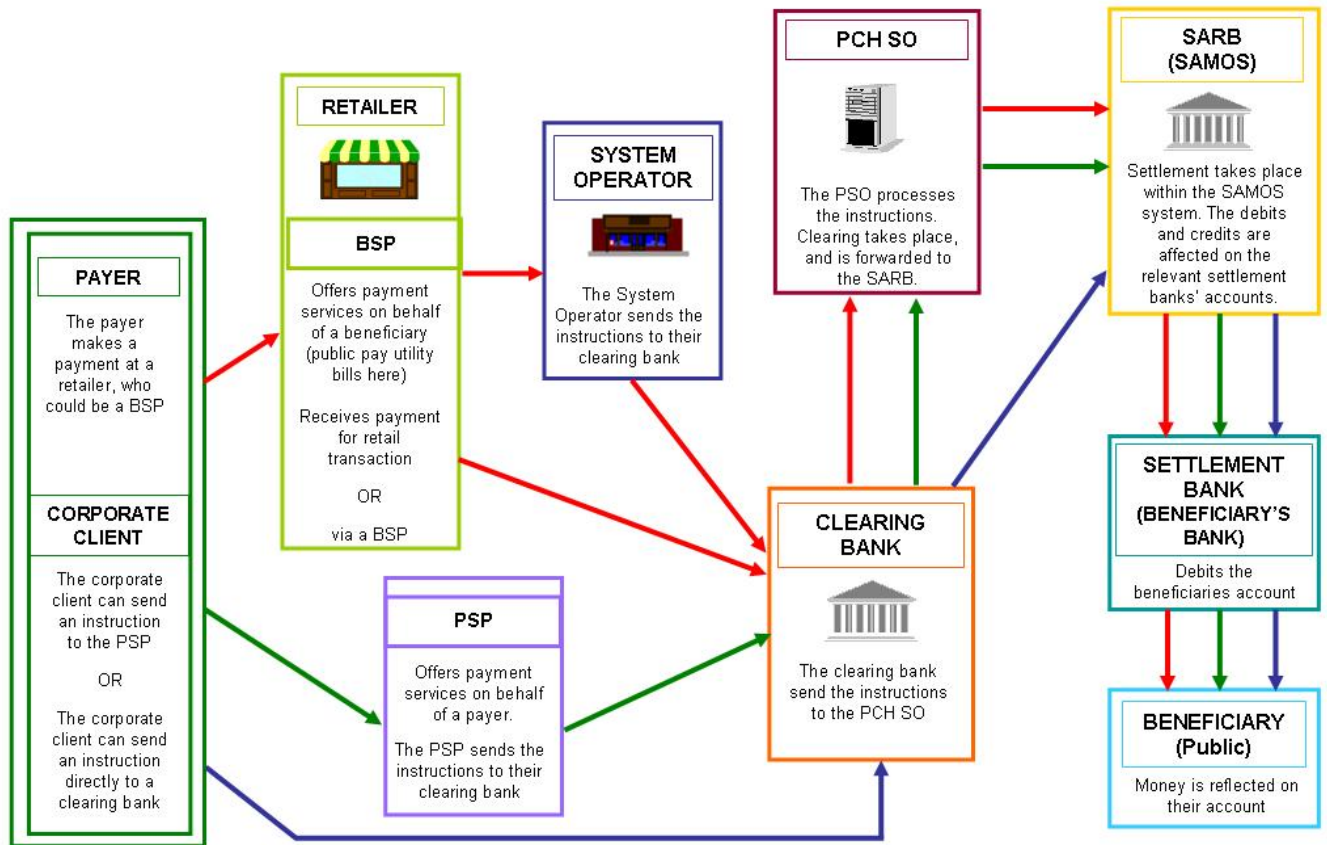 PAYER
The payer
makes a
payment at a
retailer, who
could be a BSP
CORPORATE
CLIENT
The corporate
client can send
an instruction
to the PSP
OR
The corporate
client can send
an instruction
directly to a
clearing bank
RETAILER
BSP
Offers payment
services on behalf
of a beneficiary
(public pay utility
bills here)
Receives payment
for retail
transaction
OR
via a BSP
PSP
Offers payment
services on behalf
of a payer.
The PSP sends the
instructions to their
clearing bank
SYSTEM
OPERATOR
The System
Operator sends the
instructions to their
clearing bank
CLEARING
BANK
The clearing bank
send the instructions
to the PCH SO
PCH SO
The PSO processes
the instructions.
Clearing takes place,
and is forwarded to
the SARB.
SARB
(SAMOS)
Settlement takes place
within the SAMOS
system. The debits
and credits are
affected on the
relevant settlement
banks' accounts.
SETTLEMENT
BANK
(BENEFICIARY'S
BANK)
Debits the
beneficiaries account
BENEFICIARY
(Public)
Money is reflected on
their account